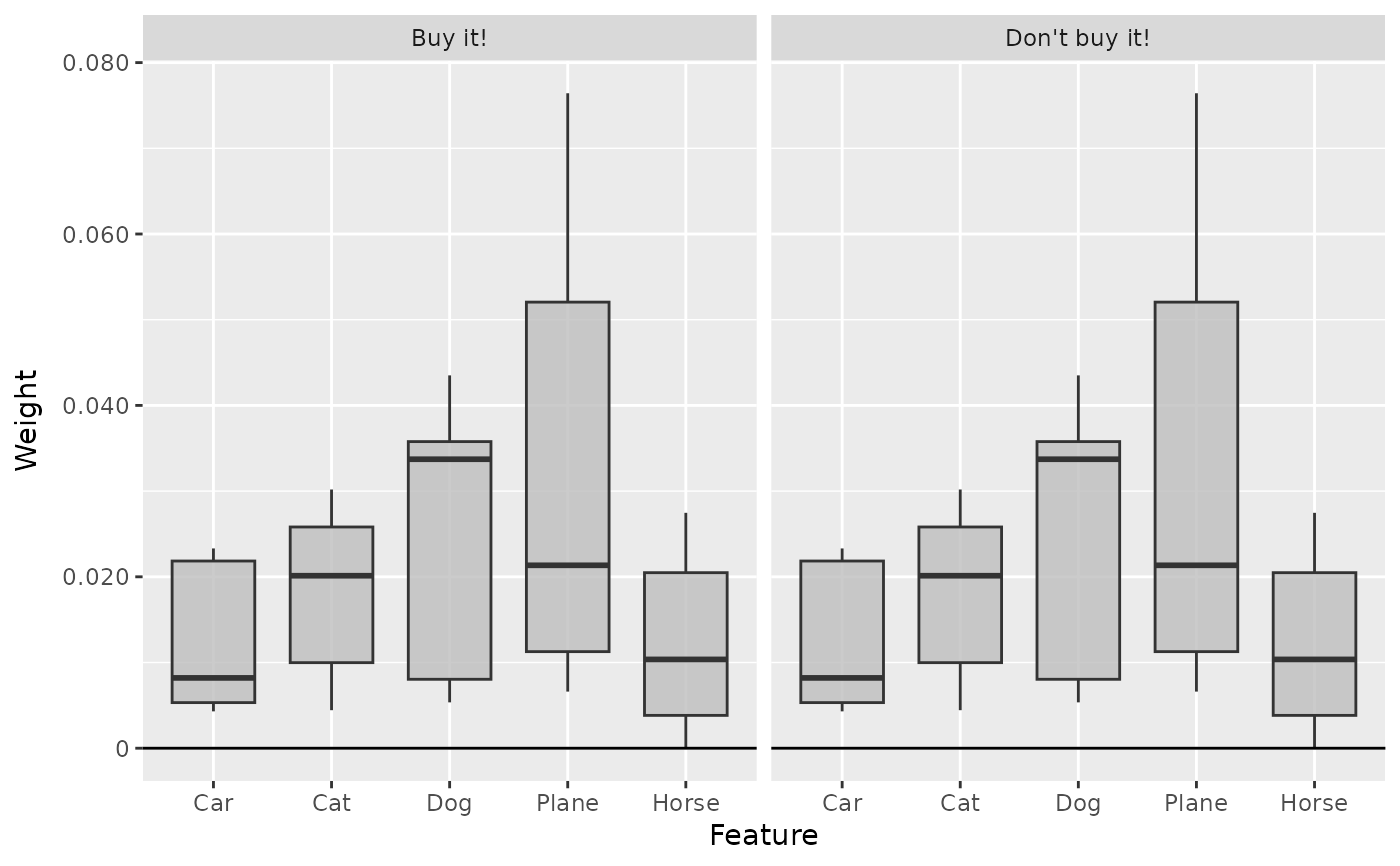 Buy it!
Don't buy it!
0.080
0.060
0.040
0.020
0
Weight
Car Cat Dog Plane Horse
Car Cat Dog Plane Horse
Feature